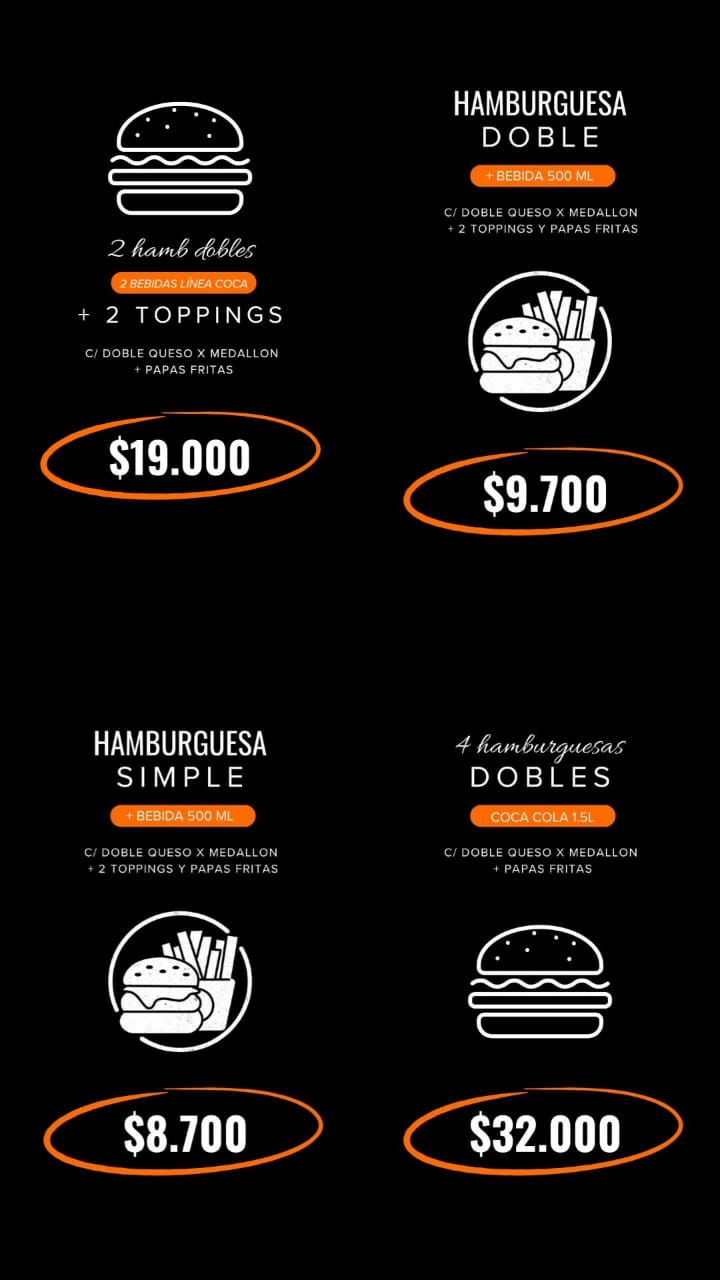 2 hamb dobles
2 BEBIDAS LÍNEA COCA
+ 2 TOPPINGS
C/ DOBLE QUESO X MEDALLON
+ PAPAS FRITAS
$19.000
HAMBURGUESA
DOBLE
+ BEBIDA 500 ML
C/ DOBLE QUESO X MEDALLON
+ 2 TOPPINGS Y PAPAS FRITAS
$9.700
HAMBURGUESA
SIMPLE
+ BEBIDA 500 ML
C/ DOBLE QUESO X MEDALLON
+ 2 TOPPINGS Y PAPAS FRITAS
$8.700
4 hamburguesas
DOBLES
COCA COLA 1.5L
C/ DOBLE QUESO X MEDALLON
+ PAPAS FRITAS
$32.000